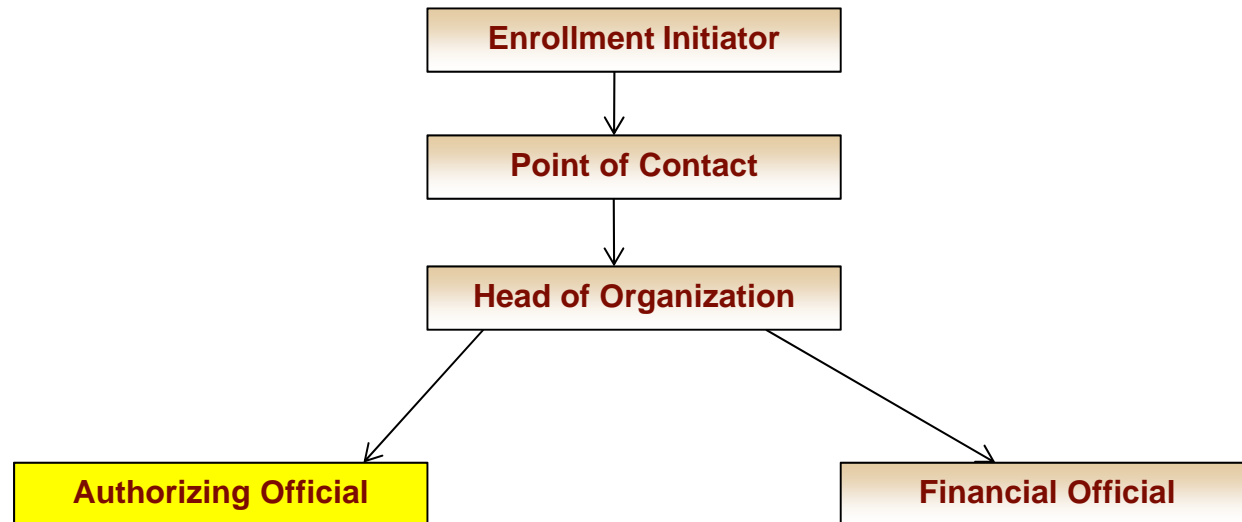 Enrollment Initiator
Point of Contact
Head of Organization
Authorizing Official
Financial Official